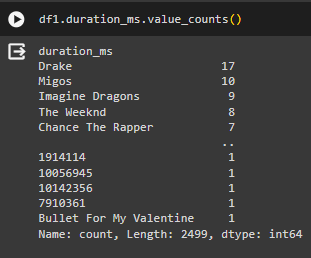 df1.duration_ms.value_counts()
duration_ms
Drake 17
Migos 10
Imagine Dragons 9
The Weeknd 8
Chance The Rapper 7
..
1914114 1
10056945 1
10142356 1
7910361 1
Bullet For My Valentine 1
Name: count, Length: 2499, dtype: int64